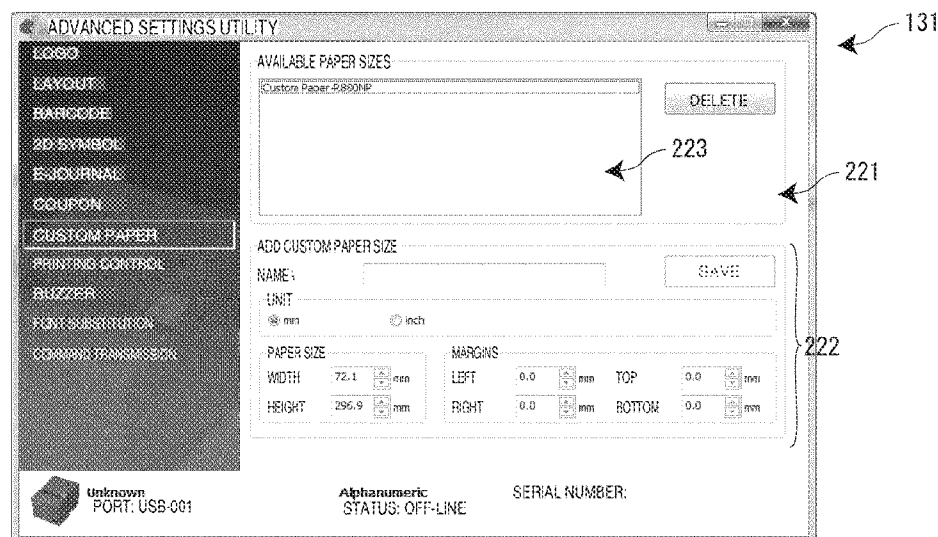 ADVANCED SETTINGS UTILITY
131
LOGO
LAYOUT
BARCODE
2D SYMBOL
E-JOURNAL
COUPON
CUSTOM PAPER
PRINTING CONTROL
BUZZER
FONT SUBSTITUTION
COMMAND TRANSMISSION
AVAILABLE PAPER SIZES
Custom Paper-R880NP
DELETE
223
221
ADD CUSTOM PAPER SIZE
NAME:
SAVE
UNIT
mm inch
222
PAPER SIZE MARGINS
WIDTH 72.1 mm LEFT 0.0 mm TOP 0.0 mm
HEIGHT 296.9 mm RIGHT 0.0 mm BOTTOM 0.0 mm
Unknown Alphanumeric SERIAL NUMBER:
PORT: USB-001 STATUS: OFF-LINE